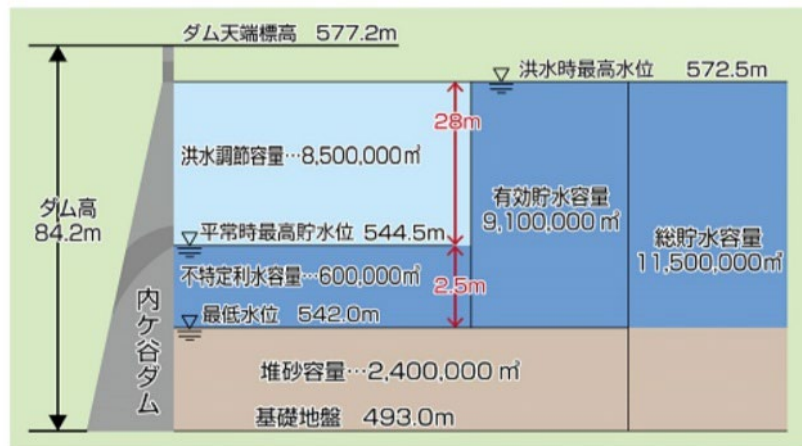 ダム天端標高 577.2m
洪水時最高水位 572.5m
28m
洪水調節容量…8,500,000㎥
有効貯水容量
9,100,000㎥
ダム高
84.2m
平常時最高貯水位 544.5m
総貯水容量
11,500,000㎥
不特定利水容量…600,000㎥
2.5m
最低水位 542.0m
内ケ谷ダム
堆砂容量…2,400,000㎥
基礎地盤 493.0m